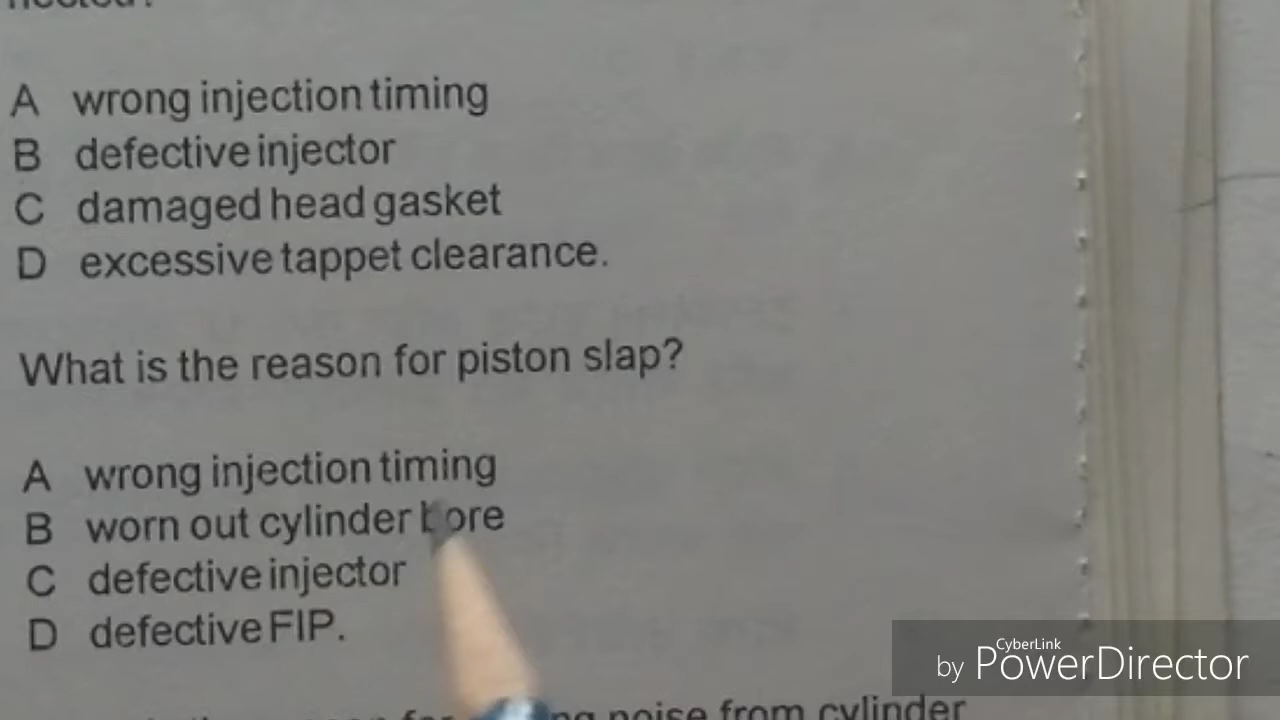 A wrong injection timing
B defective injector
C damaged head gasket
D excessive tappet clearance.
What is the reason for piston slap?
A wrong injection timing
B worn out cylinder bore
C defective injector
D defective FIP.
noise from cylinder
CyberLink
by PowerDirector